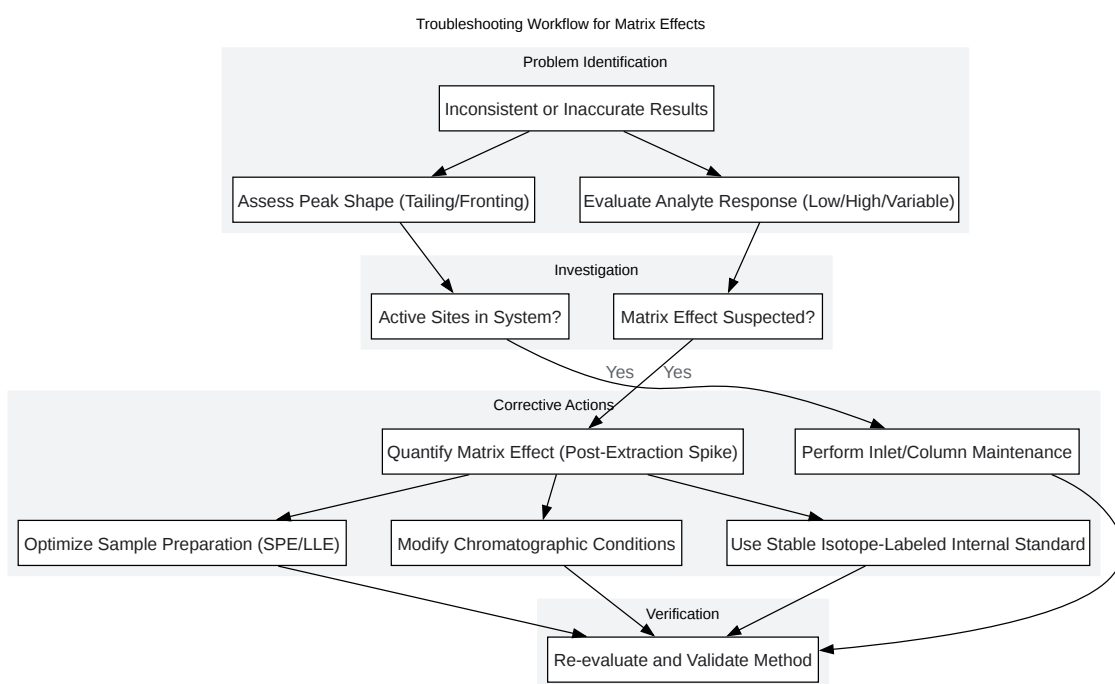 Troubleshooting Workflow for Matrix Effects
Problem Identification
Inconsistent or Inaccurate Results
Assess Peak Shape (Tailing/Fronting)
Evaluate Analyte Response (Low/High/Variable)
Investigation
Active Sites in System?
Matrix Effect Suspected?
Yes
Yes
Corrective Actions
Quantify Matrix Effect (Post-Extraction Spike)
Perform Inlet/Column Maintenance
Optimize Sample Preparation (SPE/LLE)
Modify Chromatographic Conditions
Use Stable Isotope-Labeled Internal Standard
Verification
Re-evaluate and Validate Method